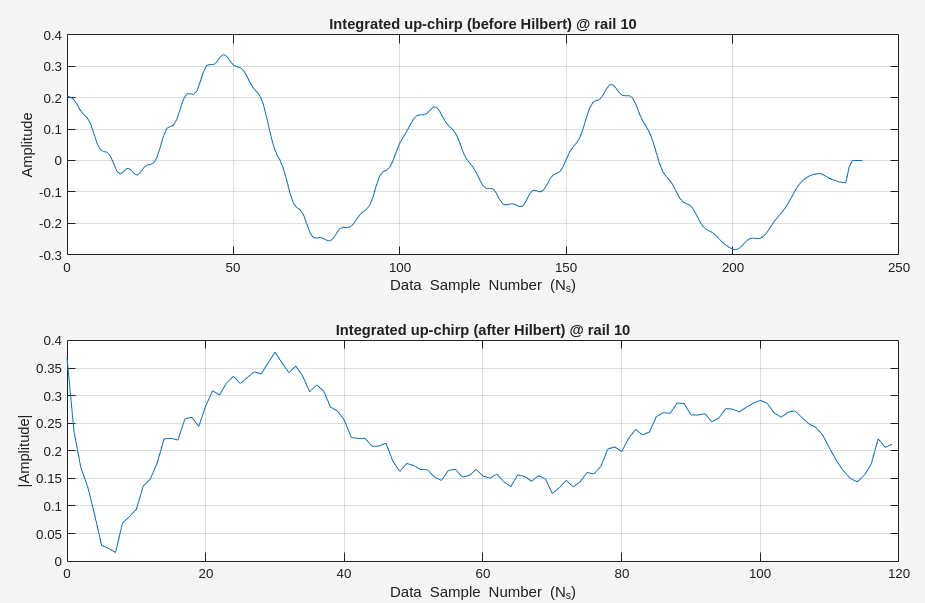 Integrated up-chirp (before Hilbert) @ rail 10
0.4
0.3
0.2
0.1
0
-0.1
-0.2
-0.3
Amplitude
0 50 100 150 200 250
Data Sample Number (Nₛ)
Integrated up-chirp (after Hilbert) @ rail 10
0.4
0.35
0.3
0.25
0.2
0.15
0.1
0.05
0
|Amplitude|
0 20 40 60 80 100 120
Data Sample Number (Nₛ)